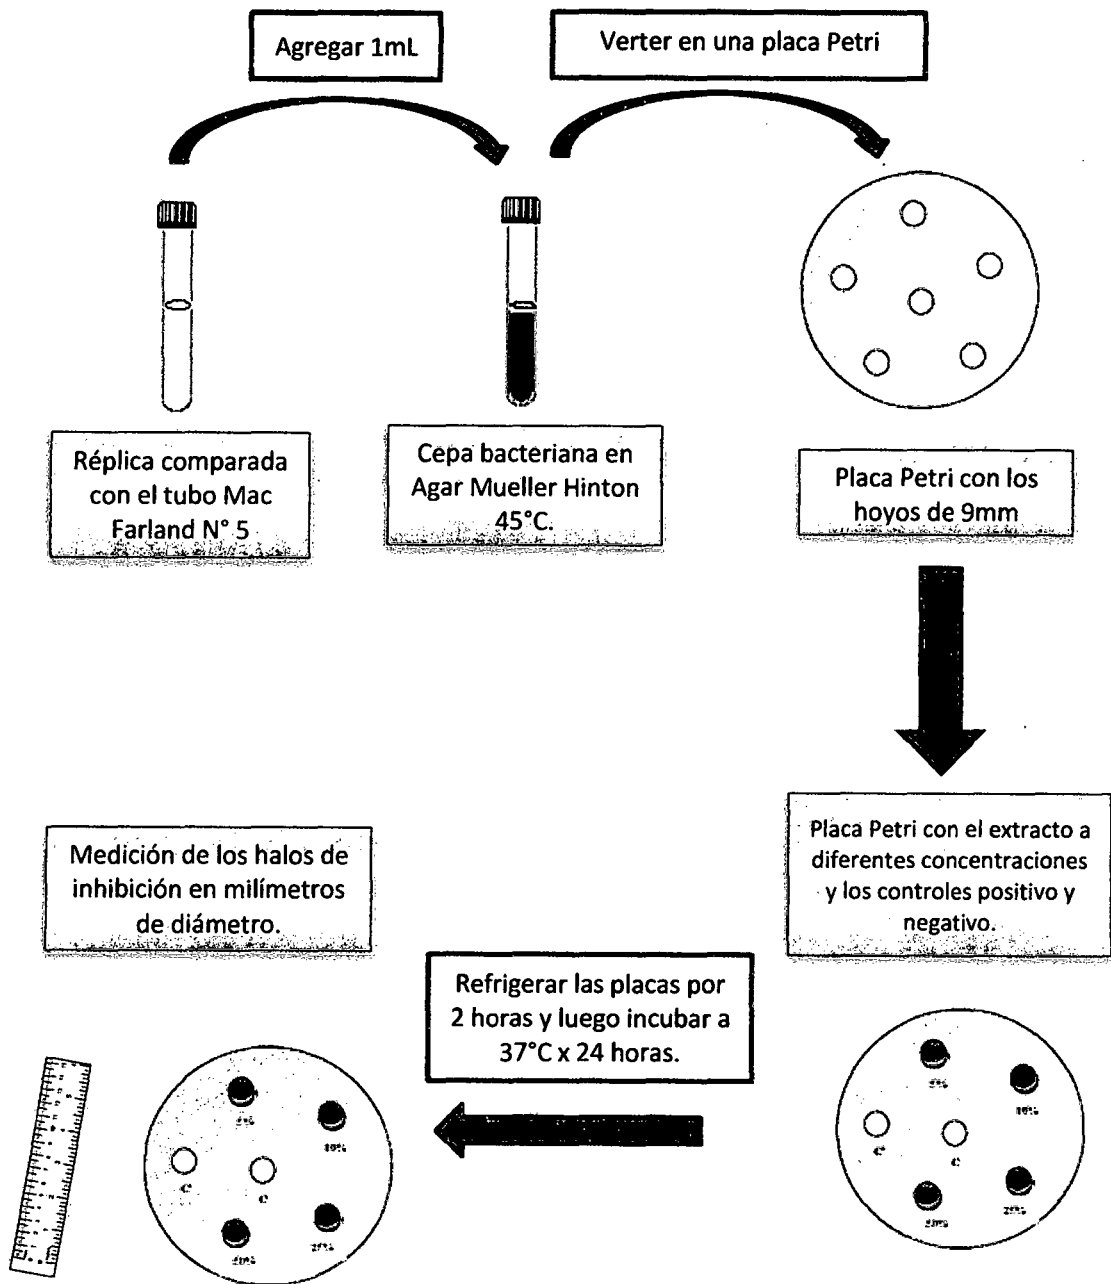 Agregar 1mL
Verter en una placa Petri
Réplica comparada
con el tubo Mac
Farland N° 5
Cepa bacteriana en
Agar Mueller Hinton
45°C.
Placa Petri con los
hoyos de 9mm
Placa Petri con el extracto a
diferentes concentraciones
y los controles positivo y
negativo.
Refrigerar las placas por
2 horas y luego incubar a
37°C x 24 horas.
Medición de los halos de
inhibición en milímetros
de diámetro.
5%
C
C
5%
C
C